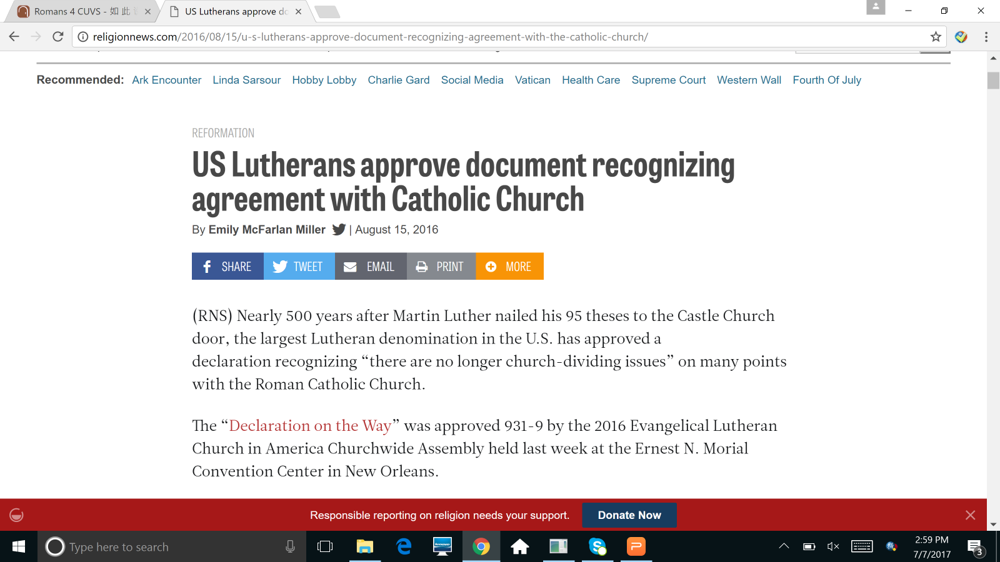 Romans 4 CUVS - 如 此
US Lutherans approve do
religionnews.com/2016/08/15/u-s-lutherans-approve-document-recognizing-agreement-with-the-catholic-church/
Recommended: Ark Encounter Linda Sarsour Hobby Lobby Charlie Gard Social Media Vatican Health Care Supreme Court Western Wall Fourth Of July
REFORMATION
US Lutherans approve document recognizing
agreement with Catholic Church
By Emily McFarlan Miller | August 15, 2016
SHARE TWEET EMAIL PRINT MORE
(RNS) Nearly 500 years after Martin Luther nailed his 95 theses to the Castle Church
door, the largest Lutheran denomination in the U.S. has approved a
declaration recognizing “there are no longer church-dividing issues” on many points
with the Roman Catholic Church.
The “Declaration on the Way” was approved 931-9 by the 2016 Evangelical Lutheran
Church in America Churchwide Assembly held last week at the Ernest N. Morial
Convention Center in New Orleans.
Responsible reporting on religion needs your support. Donate Now
Type here to search
2:59 PM
7/7/2017
3